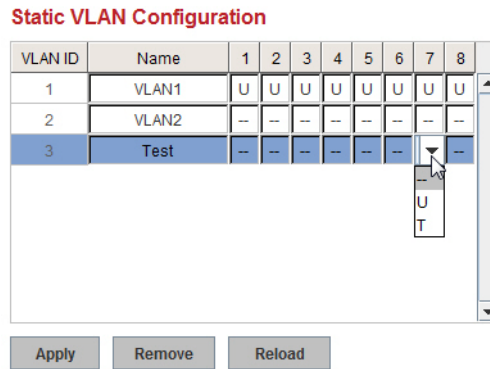 Static VLAN Configuration
VLAN ID Name 1 2 3 4 5 6 7 8
1 VLAN1 U U U U U U U U
2 VLAN2 -- -- -- -- -- -- -- --
3 Test -- -- -- -- -- -- --
--
U
T
Apply Remove Reload